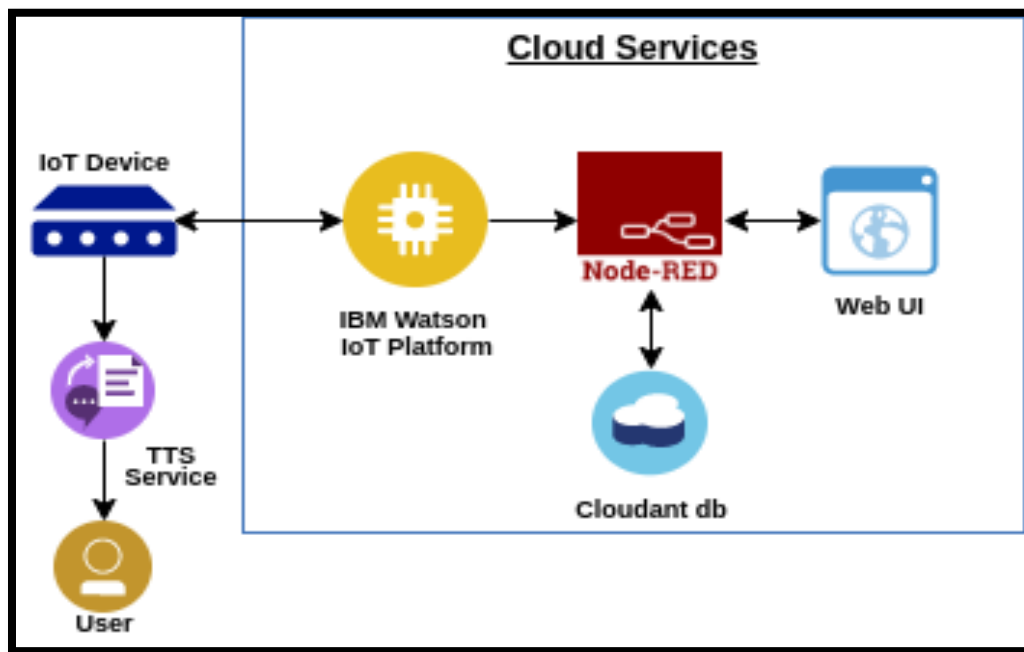 Cloud Services
IoT Device
Node-RED
IBM Watson
IoT Platform
Web UI
TTS
Service
Cloudant db
User